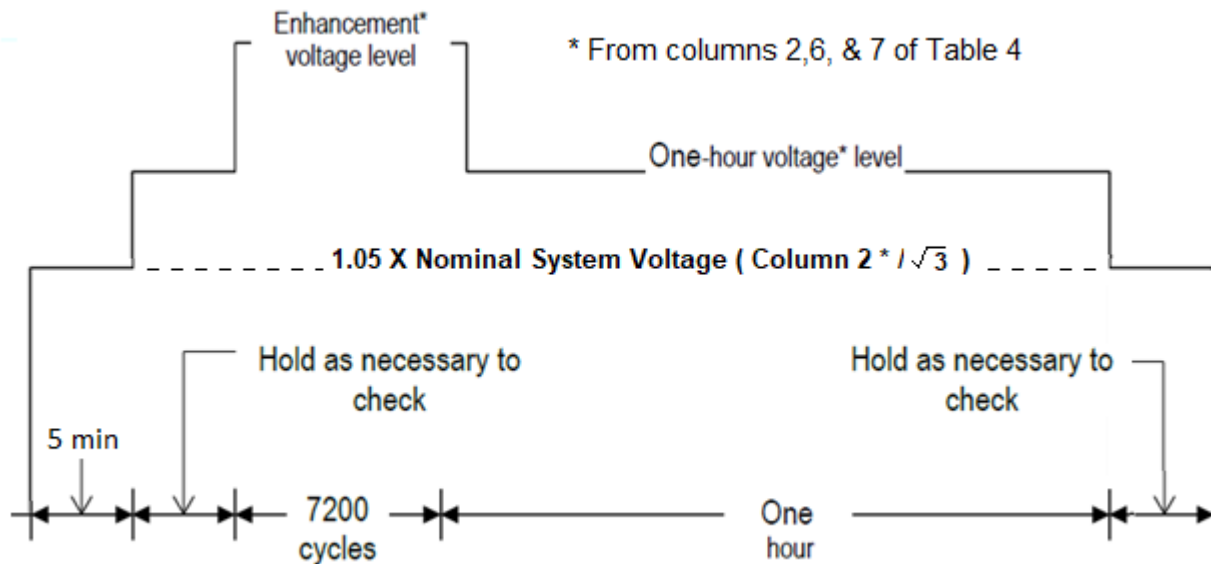 Enhancement*
voltage level
* From columns 2,6, & 7 of Table 4
One-hour voltage* level
1.05 X Nominal System Voltage ( Column 2 * / √3 )
Hold as necessary to
check
Hold as necessary to
check
5 min
7200
cycles
One
hour